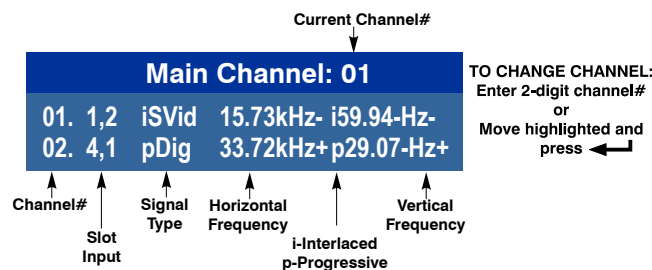 Current Channel#
Main Channel: 01
01. 1,2 iSVid 15.73kHz- i59.94-Hz-
02. 4,1 pDig 33.72kHz+ p29.07-Hz+
TO CHANGE CHANNEL:
Enter 2-digit channel#
or
Move highlighted and
press
Channel#
Slot
Input
Signal
Type
Horizontal
Frequency
i-Interlaced
p-Progressive
Vertical
Frequency